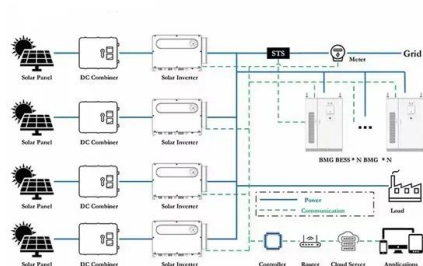 STS
Grid
Meter
Solar Panel
DC Combiner
Solar Inverter
Solar Panel
DC Combiner
Solar Inverter
BMG BESS * N BMG * N
Solar Panel
DC Combiner
Solar Inverter
Power
Communication
Load
Solar Panel
DC Combiner
Solar Inverter
Controller
Router
Cloud Server
Applications